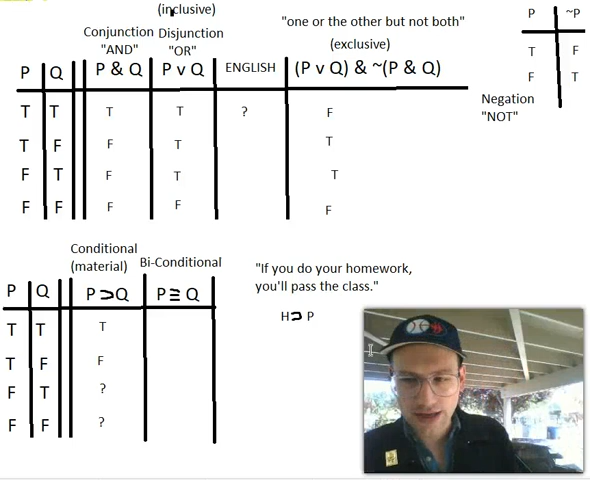 (inclusive)
"one or the other but not both"
P ~P
Conjunction Disjunction
"AND" "OR" (exclusive)
T F
P Q P & Q P v Q ENGLISH (P v Q) & ~(P & Q)
F T
Negation
"NOT"
T T T T ? F
T F F T T
F T F T T
F F F F F
Conditional
(material) Bi-Conditional
"If you do your homework,
you'll pass the class."
P Q P ⊃ Q P ≡ Q
H ⊃ P
T T T
T F F
F T ?
F F ?